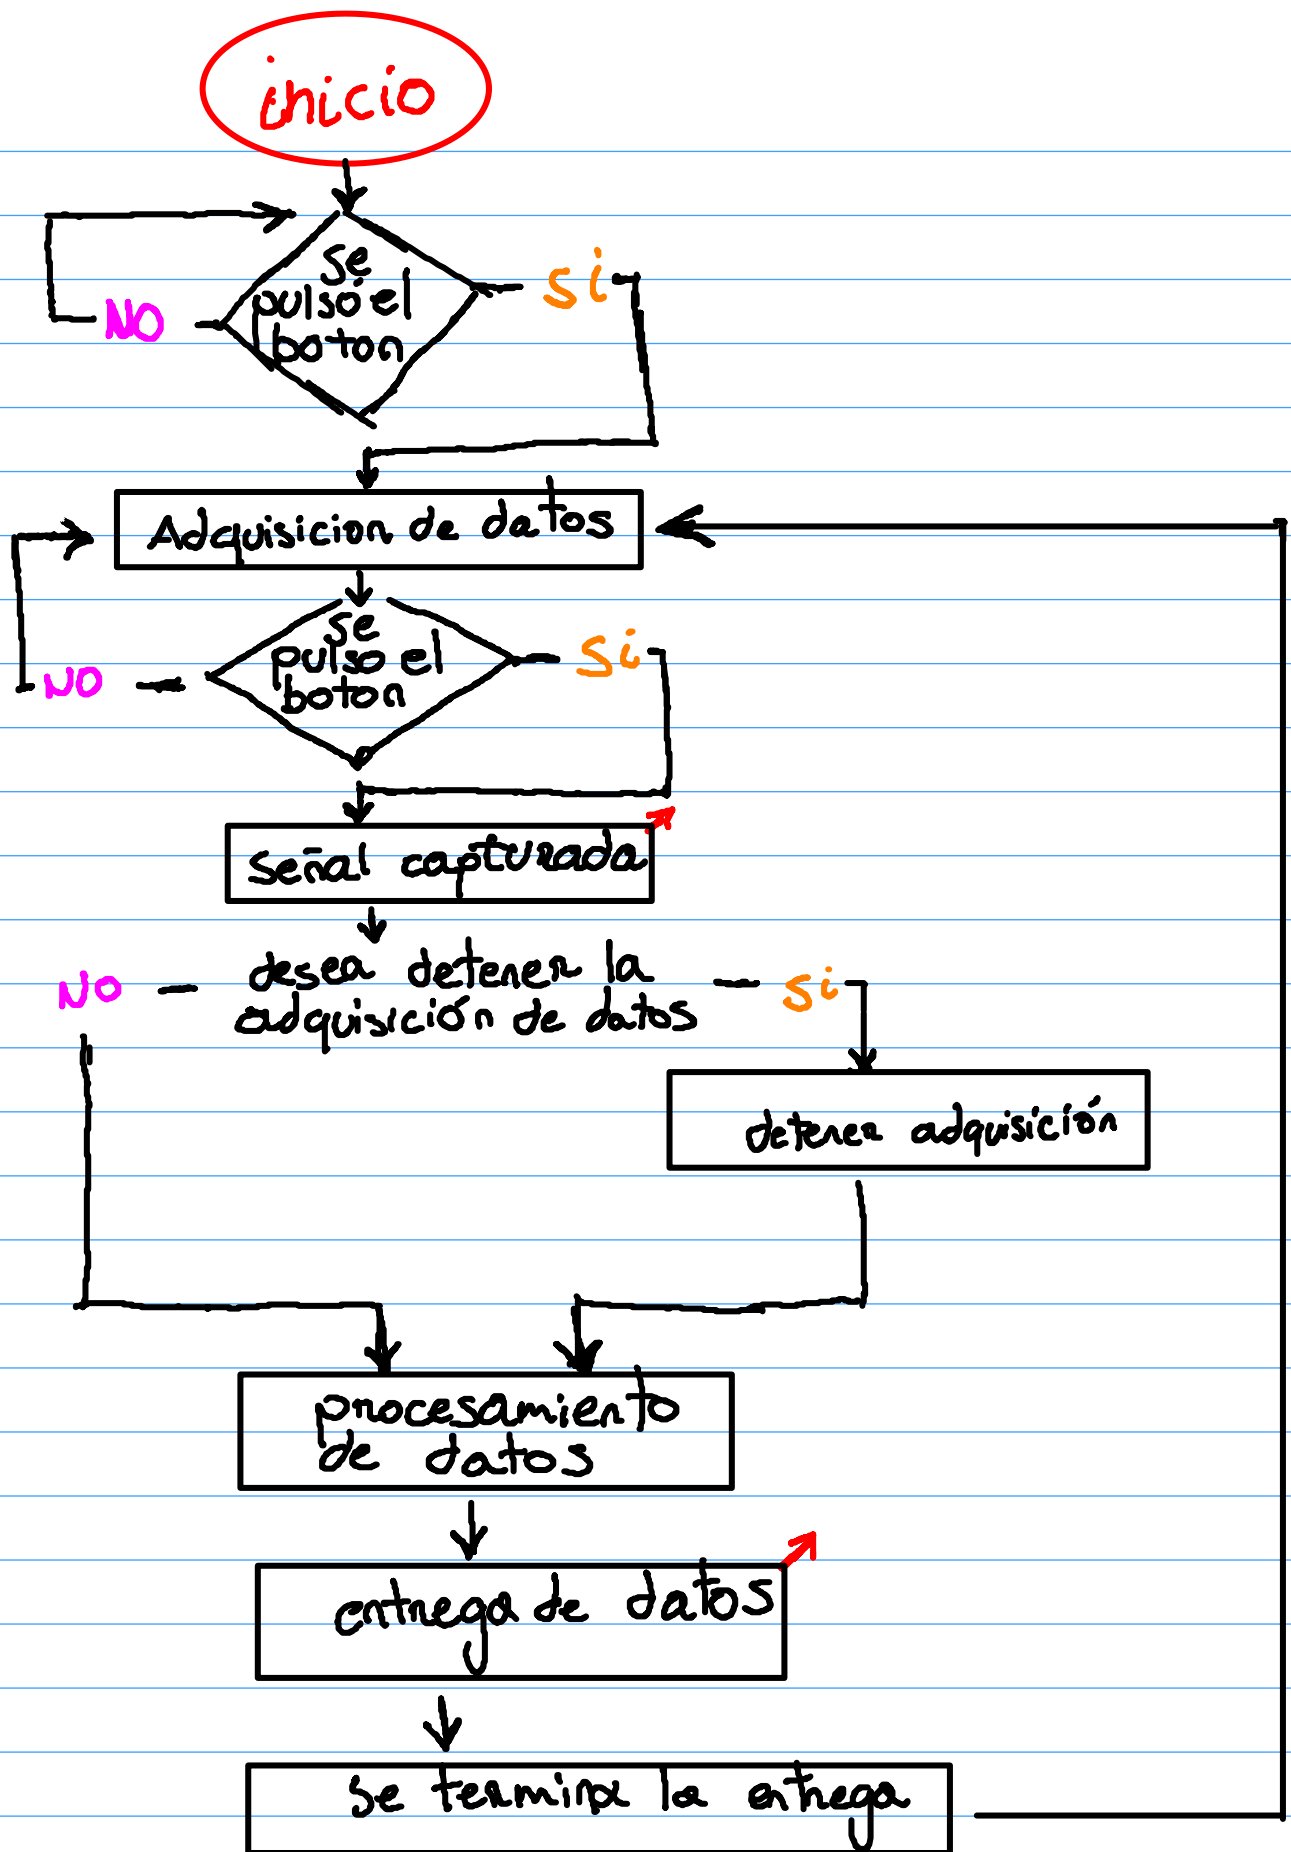 inicio
se
pulsó el
boton
NO
si
Adquisicion de datos
se
pulso el
boton
NO
si
señal capturada
desea detener la
adquisición de datos
NO
si
detener adquisición
procesamiento
de datos
entrega de datos
se termina la entrega